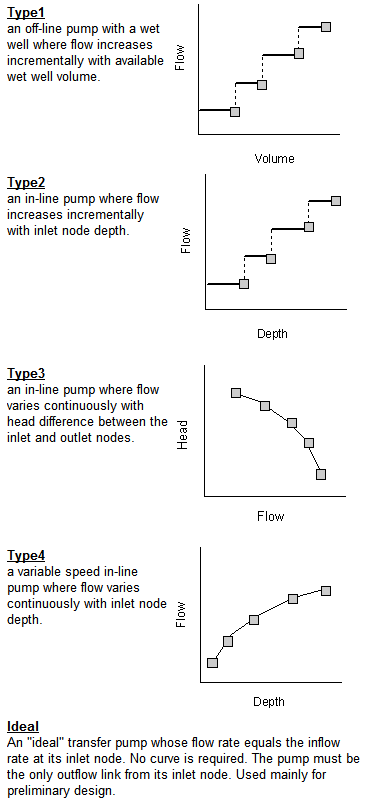 Type1
an off-line pump with a wet
well where flow increases
incrementally with available
wet well volume.
Flow
Volume
Type2
an in-line pump where flow
increases incrementally
with inlet node depth.
Flow
Depth
Type3
an in-line pump where flow
varies continuously with
head difference between the
inlet and outlet nodes.
Head
Flow
Type4
a variable speed in-line
pump where flow varies
continuously with inlet node
depth.
Flow
Depth
Ideal
An "ideal" transfer pump whose flow rate equals the inflow
rate at its inlet node. No curve is required. The pump must be
the only outflow link from its inlet node. Used mainly for
preliminary design.